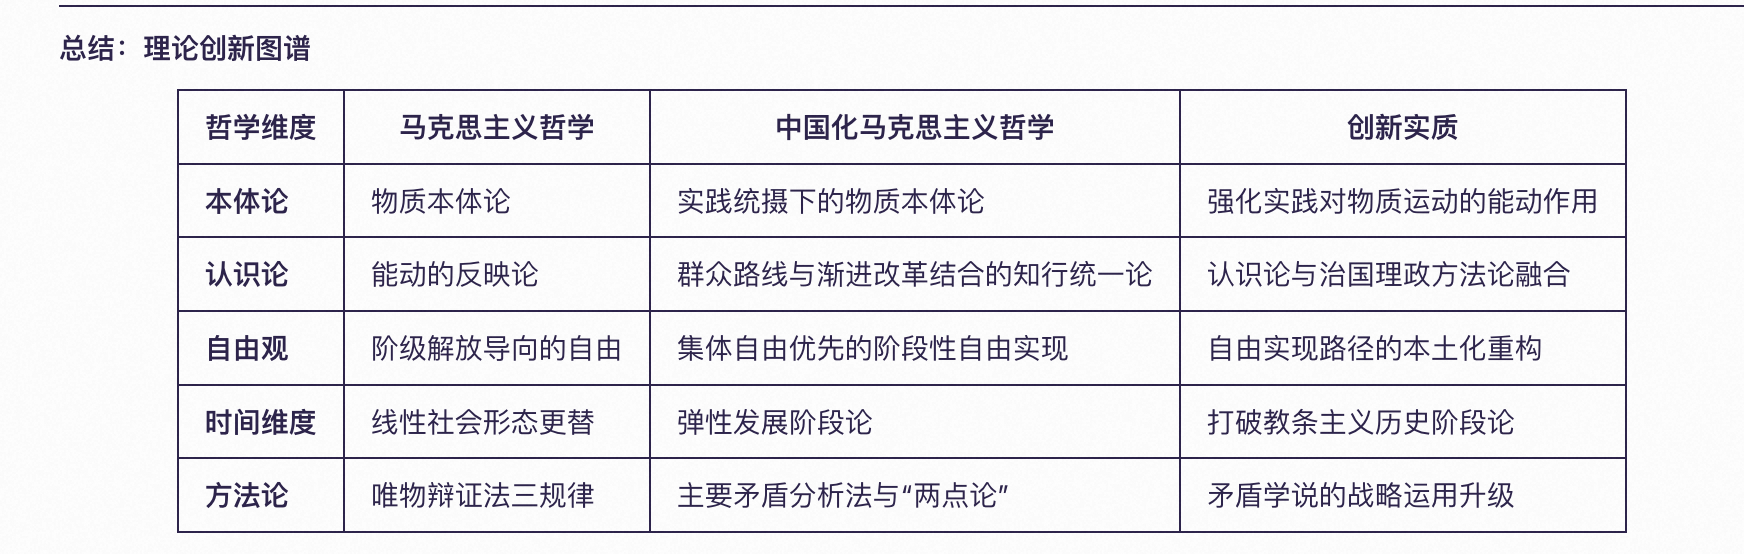 总结：理论创新图谱
哲学维度 马克思主义哲学 中国化马克思主义哲学 创新实质
本体论 物质本体论 实践统摄下的物质本体论 强化实践对物质运动的能动作用
认识论 能动的反映论 群众路线与渐进改革结合的知行统一论 认识论与治国理政方法论融合
自由观 阶级解放导向的自由 集体自由优先的阶段性自由实现 自由实现路径的本土化重构
时间维度 线性社会形态更替 弹性发展阶段论 打破教条主义历史阶段论
方法论 唯物辩证法三规律 主要矛盾分析法与“两点论” 矛盾学说的战略运用升级